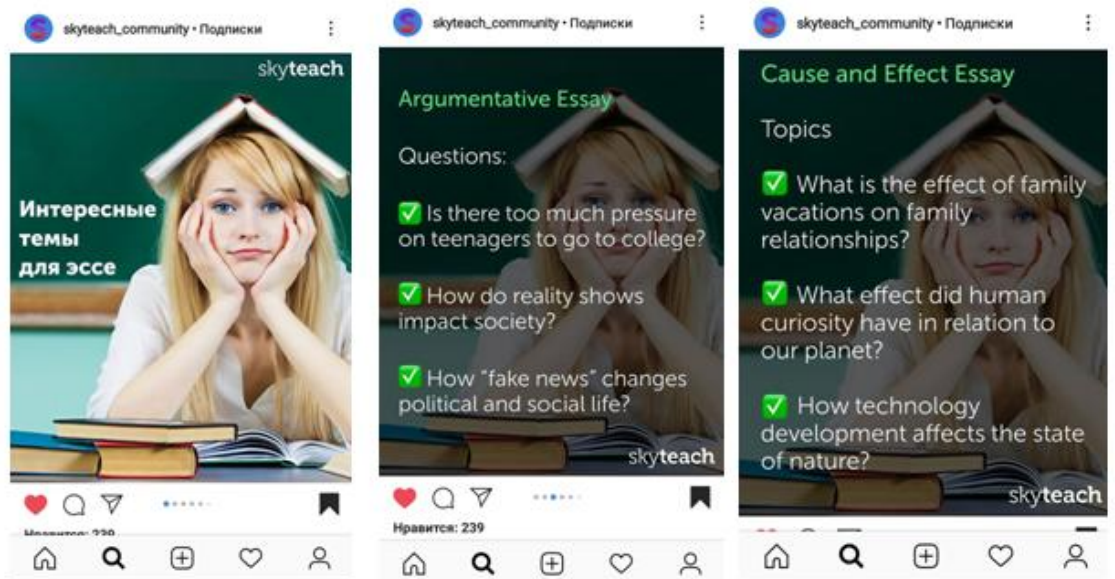 skyteach_community • Подписки
skyteach
Интересные
темы
для эссе
Нравится: 239
skyteach_community • Подписки
Argumentative Essay
Questions:
✅ Is there too much pressure
on teenagers to go to college?
✅ How do reality shows
impact society?
✅ How “fake news” changes
political and social life?
skyteach
Нравится: 239
skyteach_community • Подписки
Cause and Effect Essay
Topics
✅ What is the effect of family
vacations on family
relationships?
✅ What effect did human
curiosity have in relation to
our planet?
✅ How technology
development affects the state
of nature?
skyteach